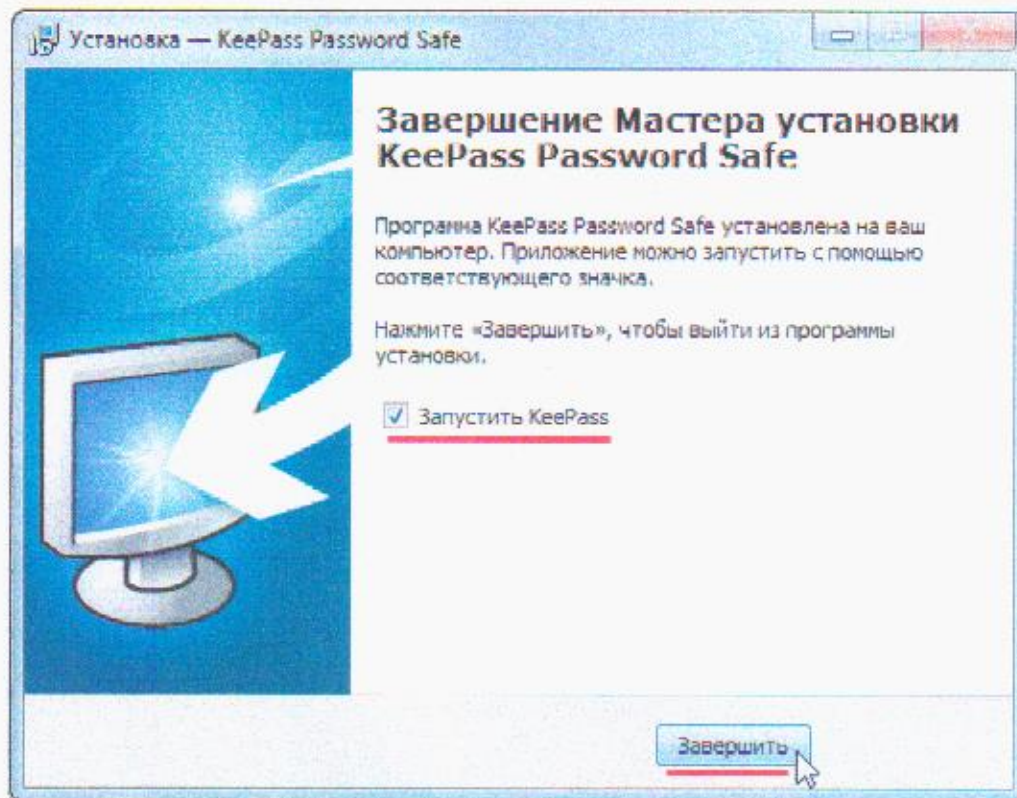 Установка — KeePass Password Safe
Завершение Мастера установки
KeePass Password Safe
Программа KeePass Password Safe установлена на ваш
компьютер. Приложение можно запустить с помощью
соответствующего значка.
Нажмите «Завершить», чтобы выйти из программы
установки.
Запустить KeePass
Завершить